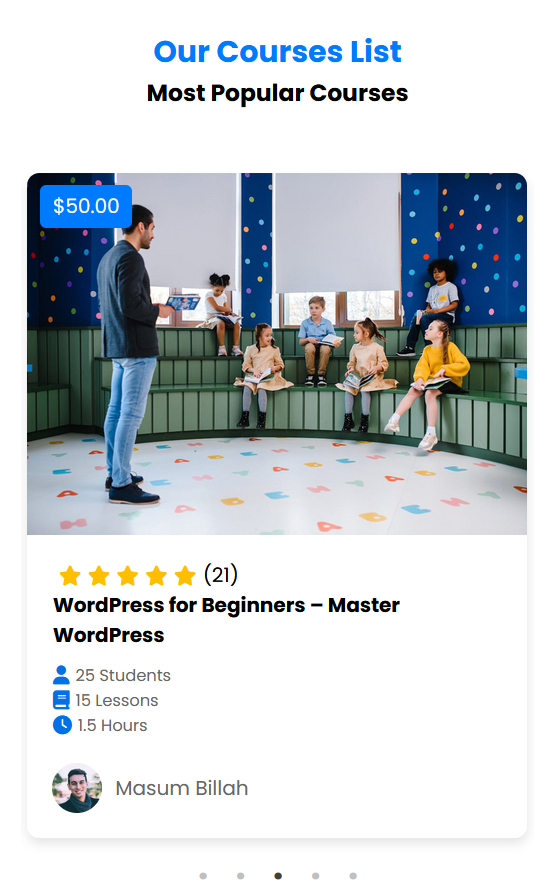 Our Courses List
Most Popular Courses
$50.00
(21)
WordPress for Beginners – Master
WordPress
25 Students
15 Lessons
1.5 Hours
Masum Billah